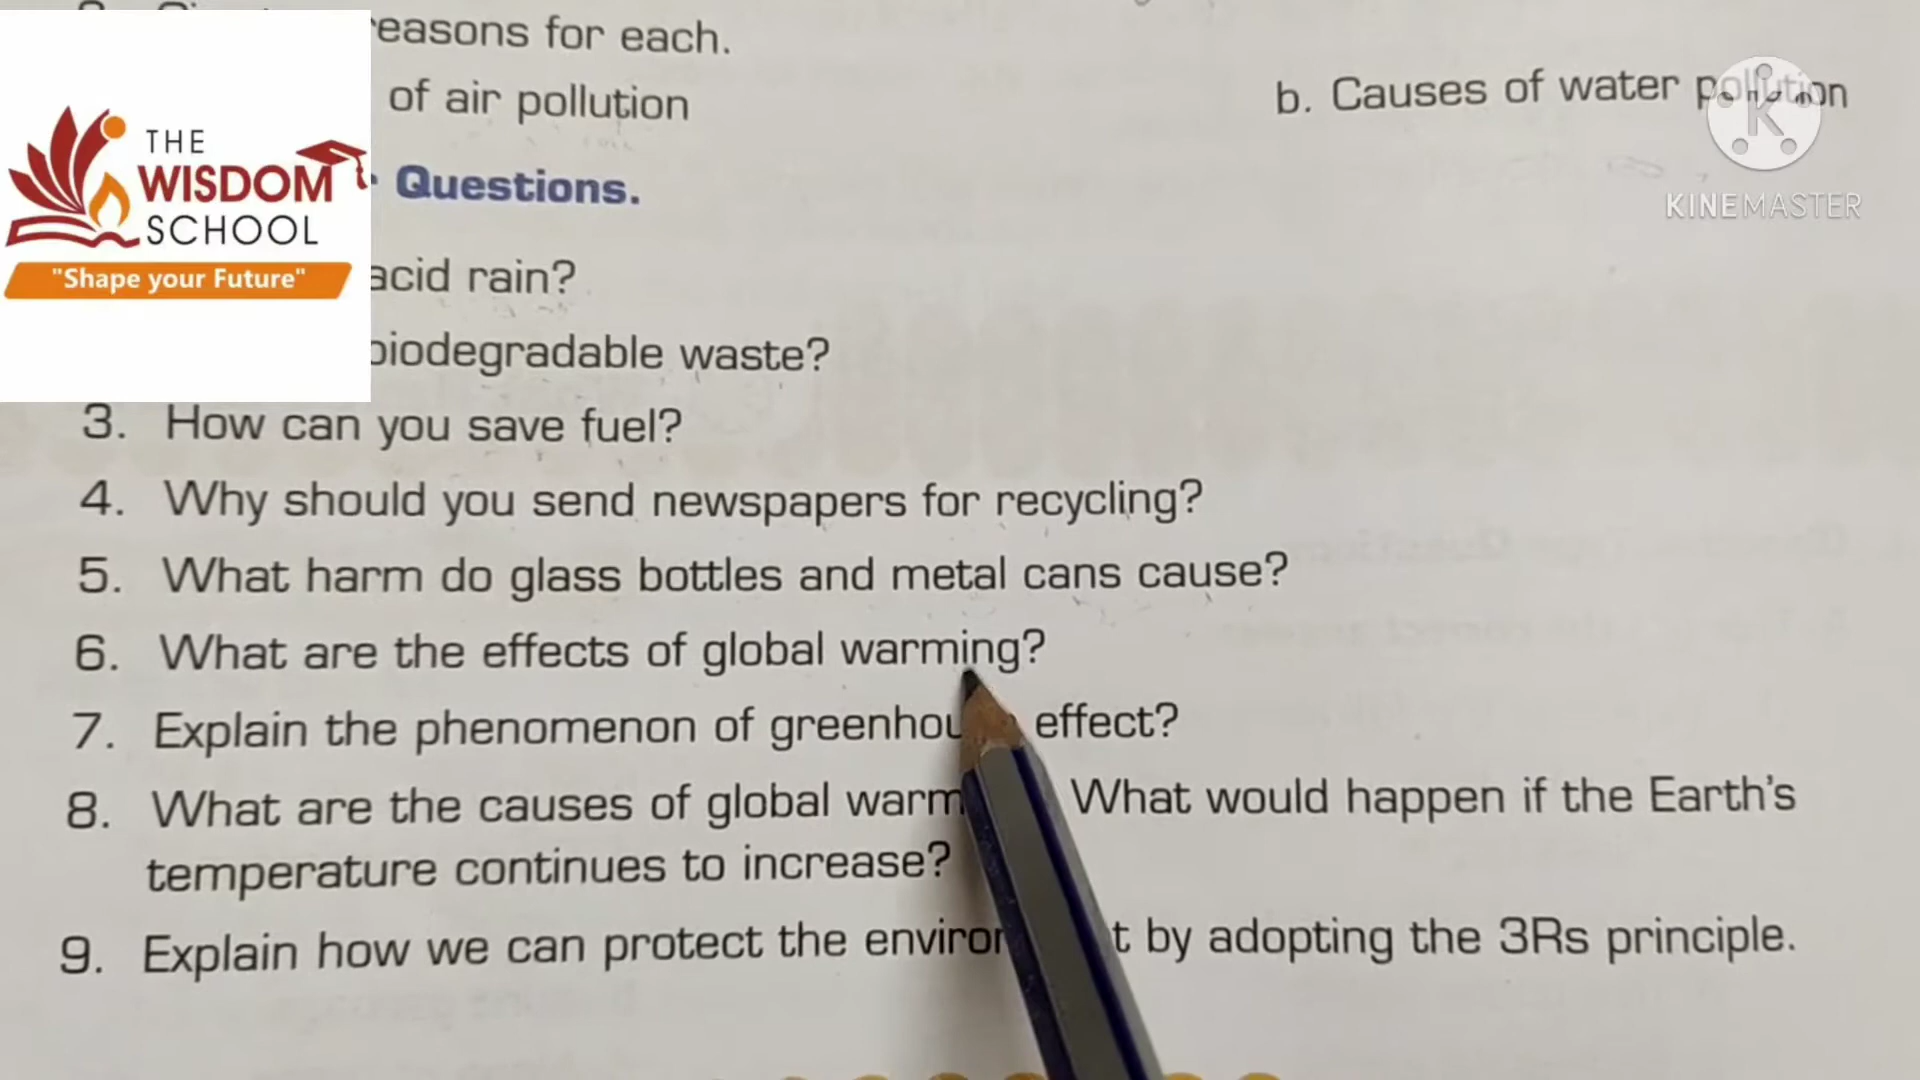 reasons for each.
of air pollution
b. Causes of water pollution
THE
WISDOM
SCHOOL
"Shape your Future"
KINEMASTER
Questions.
acid rain?
biodegradable waste?
3. How can you save fuel?
4. Why should you send newspapers for recycling?
5. What harm do glass bottles and metal cans cause?
6. What are the effects of global warming?
7. Explain the phenomenon of greenhouse effect?
8. What are the causes of global warm What would happen if the Earth's
temperature continues to increase?
9. Explain how we can protect the environ t by adopting the 3Rs principle.